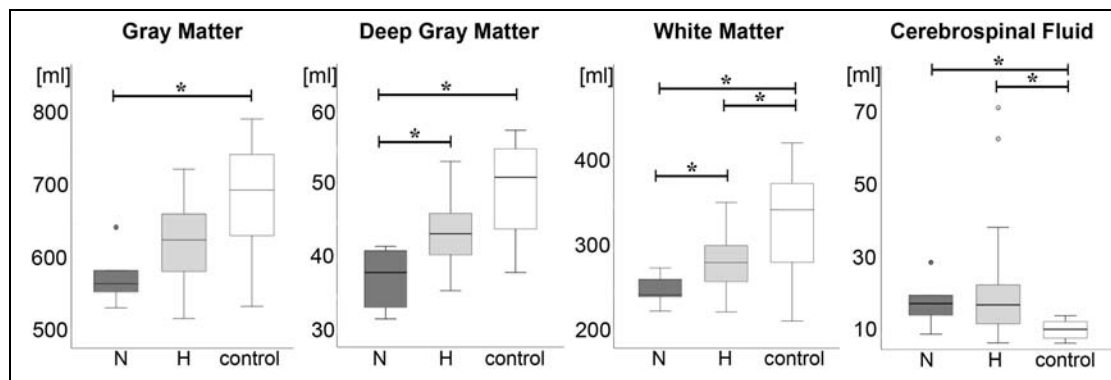 Gray Matter
[ml]
*
800
700
600
500
N H control
Deep Gray Matter
[ml]
*
*
60
50
40
30
N H control
White Matter
[ml]
*
*
*
400
300
200
N H control
Cerebrospinal Fluid
[ml]
*
*
70
50
30
10
N H control